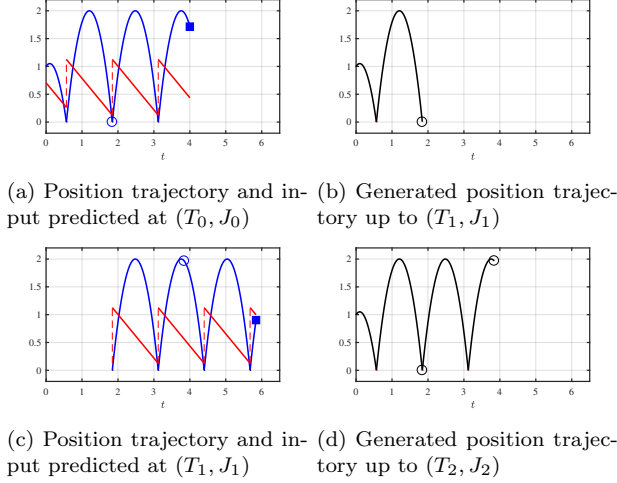 2
1.5
1
0.5
0
0 1 2 3 4 5 6
t
2
1.5
1
0.5
0
0 1 2 3 4 5 6
t
(a) Position trajectory and in-
put predicted at (T₀, J₀)
(b) Generated position trajec-
tory up to (T₁, J₁)
2
1.5
1
0.5
0
0 1 2 3 4 5 6
t
2
1.5
1
0.5
0
0 1 2 3 4 5 6
t
(c) Position trajectory and in-
put predicted at (T₁, J₁)
(d) Generated position trajec-
tory up to (T₂, J₂)